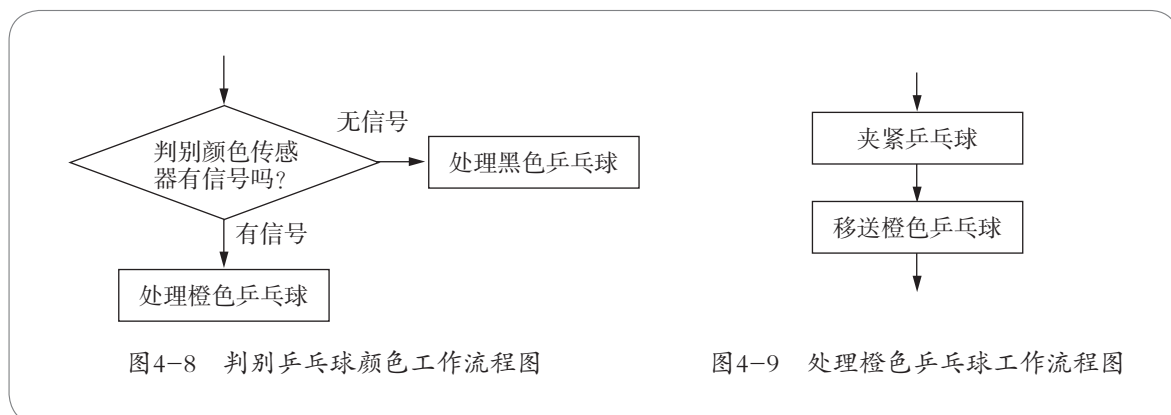 无信号
判别颜色传感
器有信号吗?
处理黑色乒乓球
有信号
处理橙色乒乓球
图4-8 判别乒乓球颜色工作流程图
夹紧乒乓球
移送橙色乒乓球
图4-9 处理橙色乒乓球工作流程图